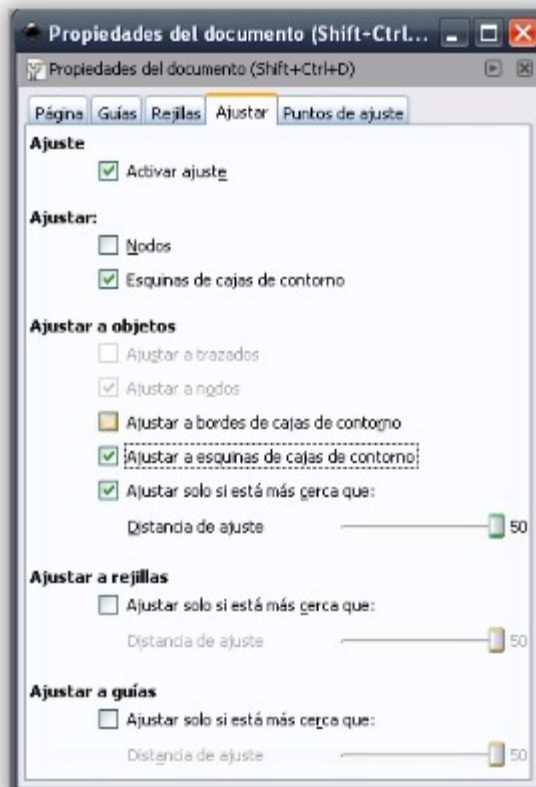 Propiedades del documento (Shift+Ctrl...
Propiedades del documento (Shift+Ctrl+D)
Página Guías Rejillas Ajustar Puntos de ajuste
Ajuste
Activar ajuste
Ajustar:
Nodos
Esquinas de cajas de contorno
Ajustar a objetos
Ajustar a trazados
Ajustar a nodos
Ajustar a bordes de cajas de contorno
Ajustar a esquinas de cajas de contorno
Ajustar solo si está más cerca que:
Distancia de ajuste 50
Ajustar a rejillas
Ajustar solo si está más cerca que:
Distancia de ajuste 50
Ajustar a guías
Ajustar solo si está más cerca que:
Distancia de ajuste 50